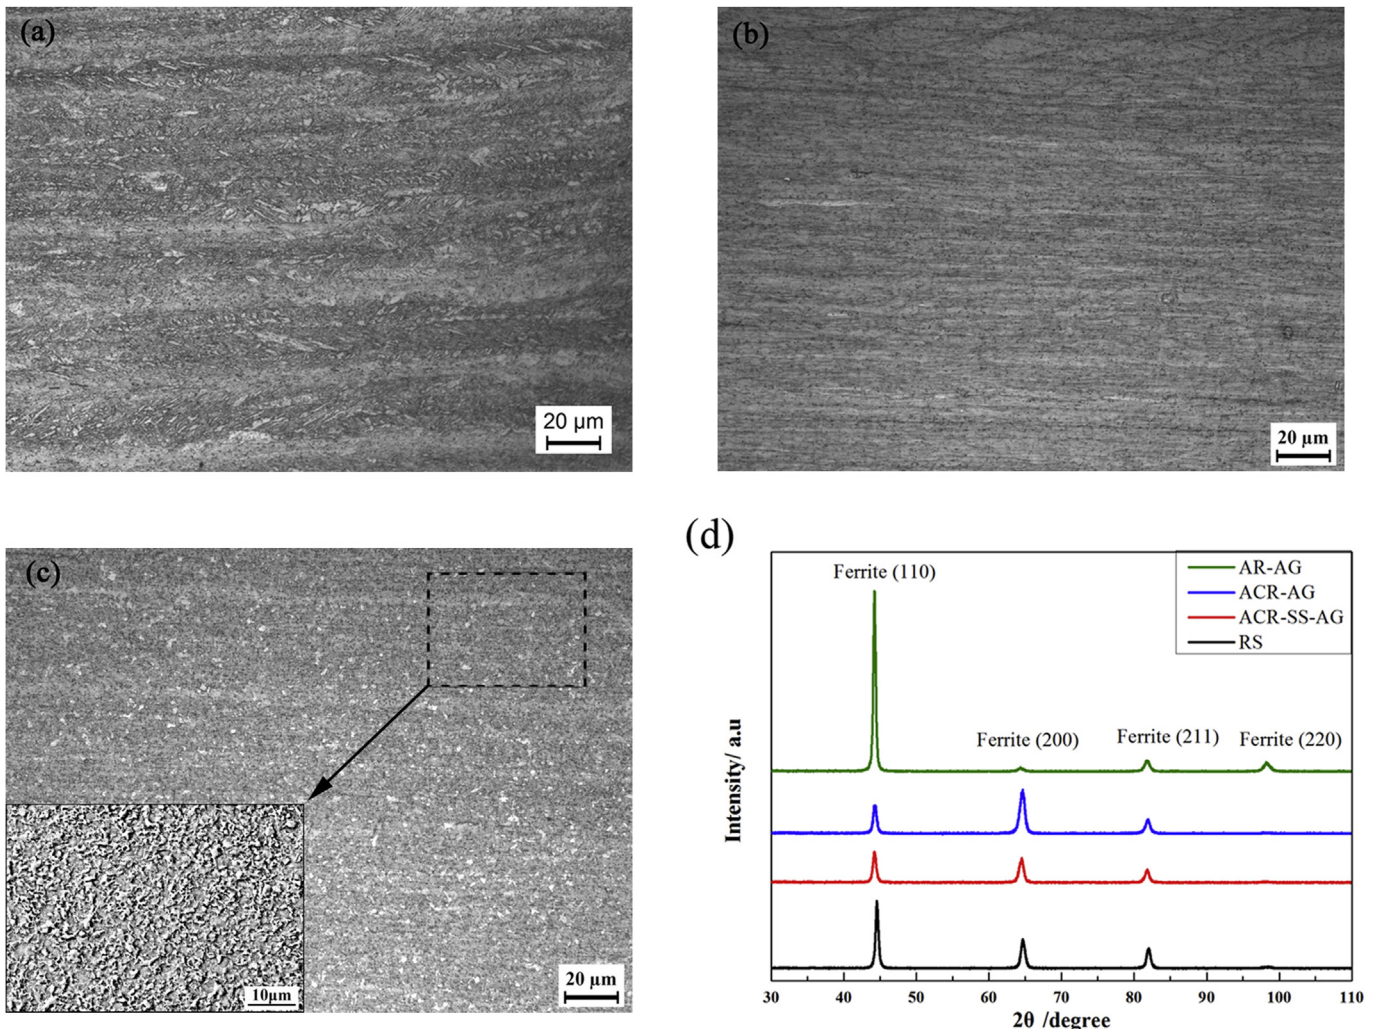 (a)
20 µm
(b)
20 µm
(c)
10µm
20 µm
(d)
Ferrite (110)
Ferrite (200)
Ferrite (211)
Ferrite (220)
AR-AG
ACR-AG
ACR-SS-AG
RS
Intensity/ a.u
30 40 50 60 70 80 90 100 110
2θ /degree